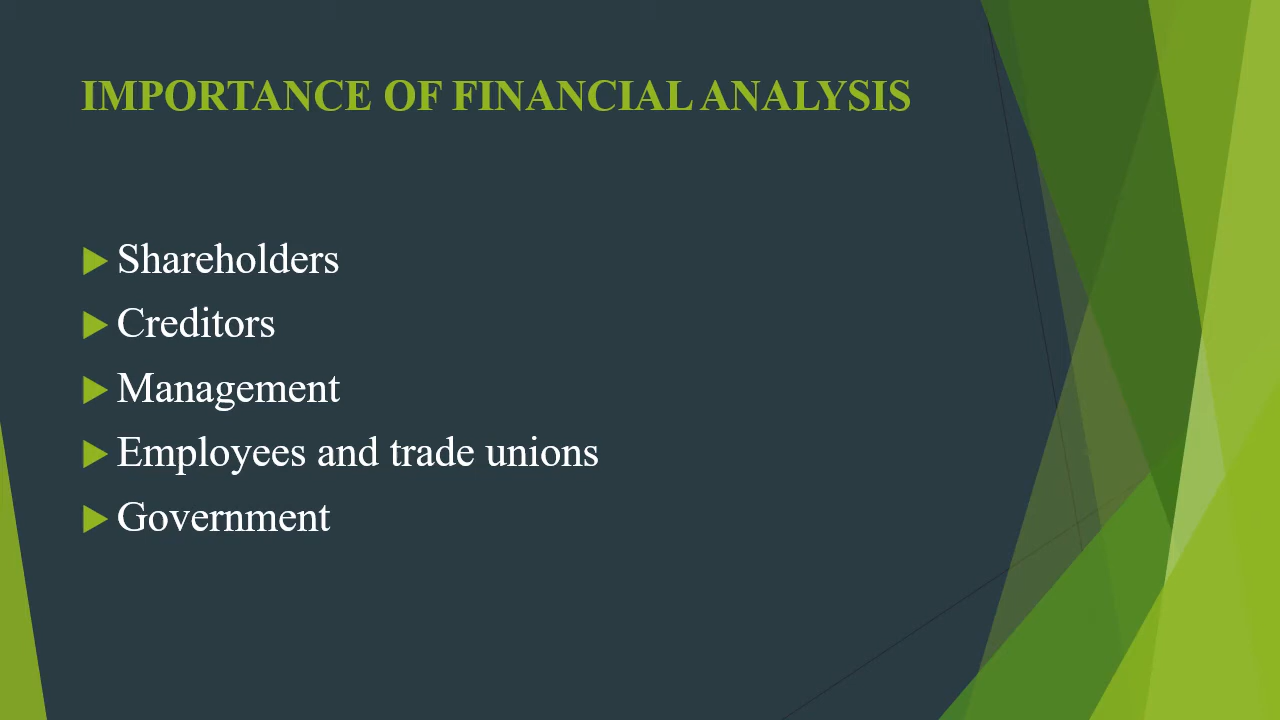 IMPORTANCE OF FINANCIAL ANALYSIS
Shareholders
Creditors
Management
Employees and trade unions
Government